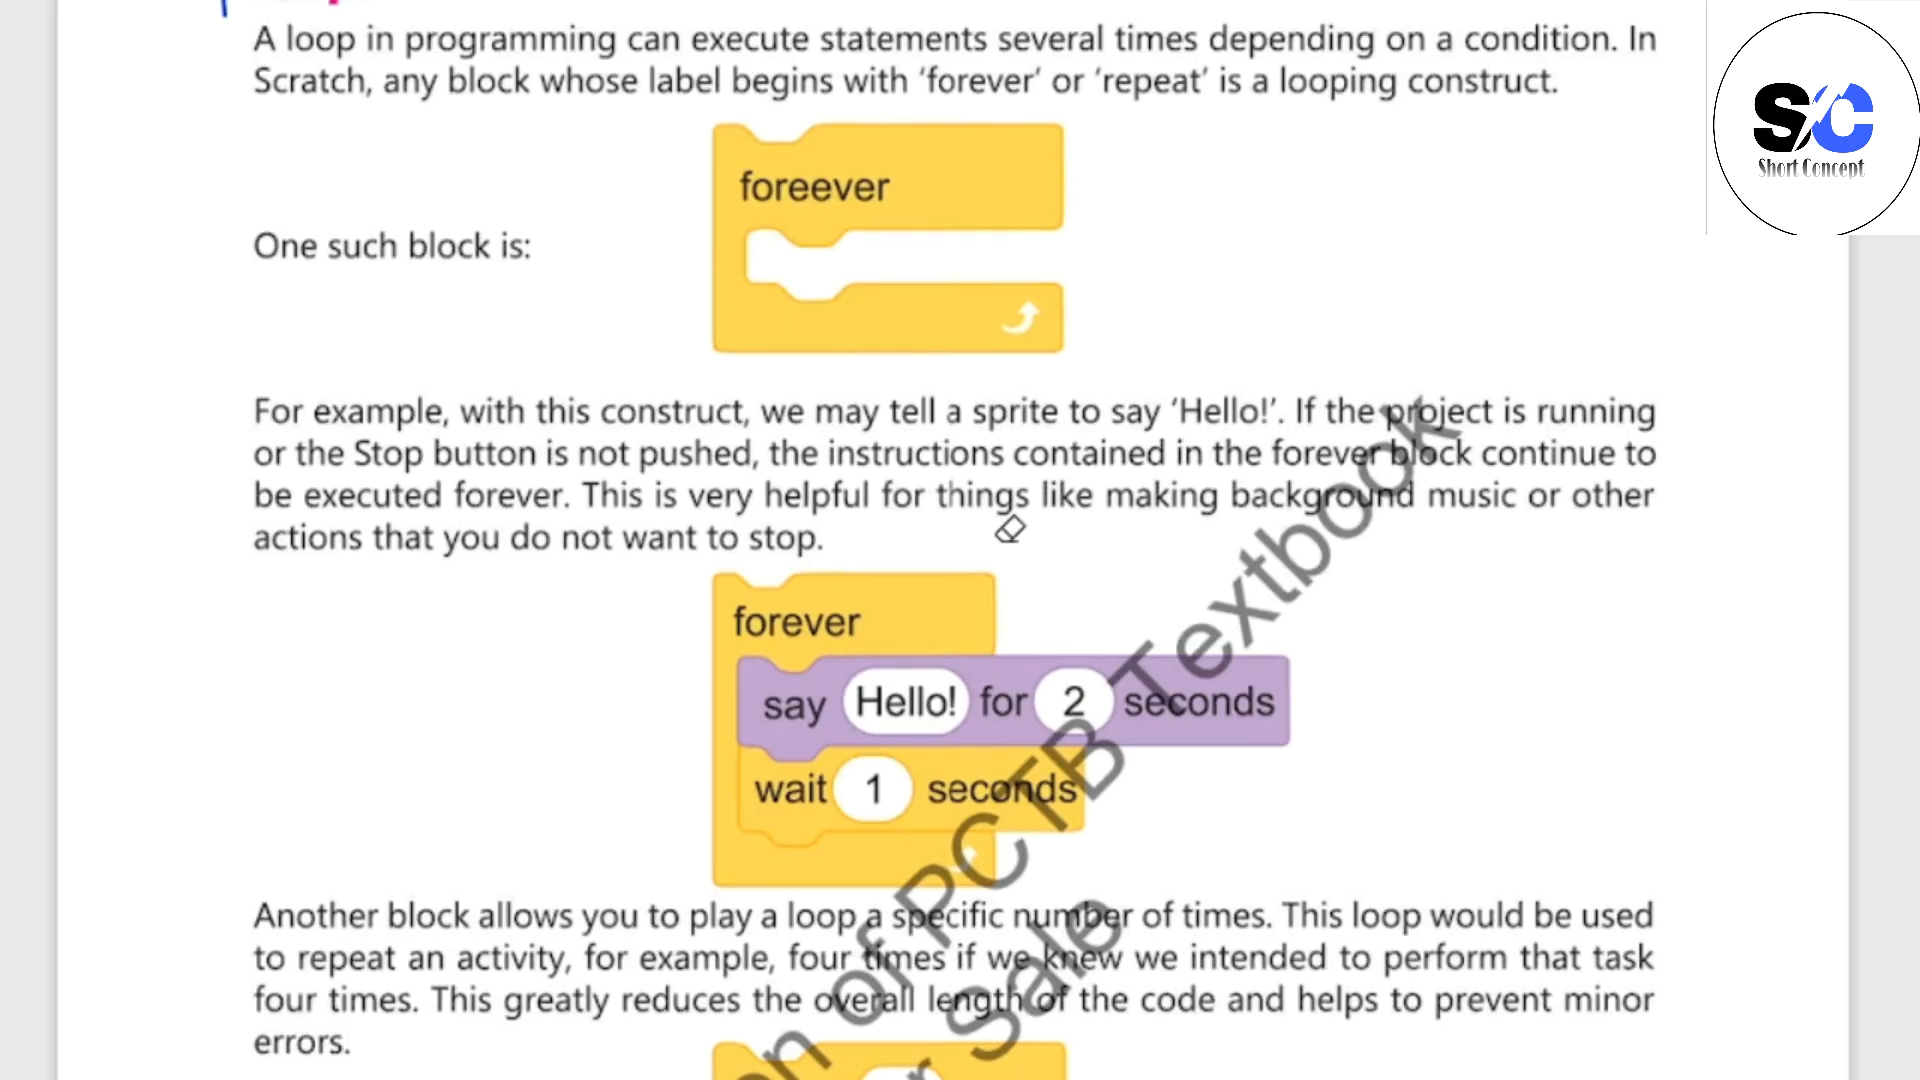 A loop in programming can execute statements several times depending on a condition. In
Scratch, any block whose label begins with ‘forever’ or ‘repeat’ is a looping construct.
SC
Short Concept
foreever
One such block is:
For example, with this construct, we may tell a sprite to say ‘Hello!’. If the project is running
or the Stop button is not pushed, the instructions contained in the forever block continue to
be executed forever. This is very helpful for things like making background music or other
actions that you do not want to stop.
forever
say Hello! for 2 seconds
wait 1 seconds
Another block allows you to play a loop a specific number of times. This loop would be used
to repeat an activity, for example, four times if we knew we intended to perform that task
four times. This greatly reduces the overall length of the code and helps to prevent minor
errors.
of PCTB Textbook
Sale